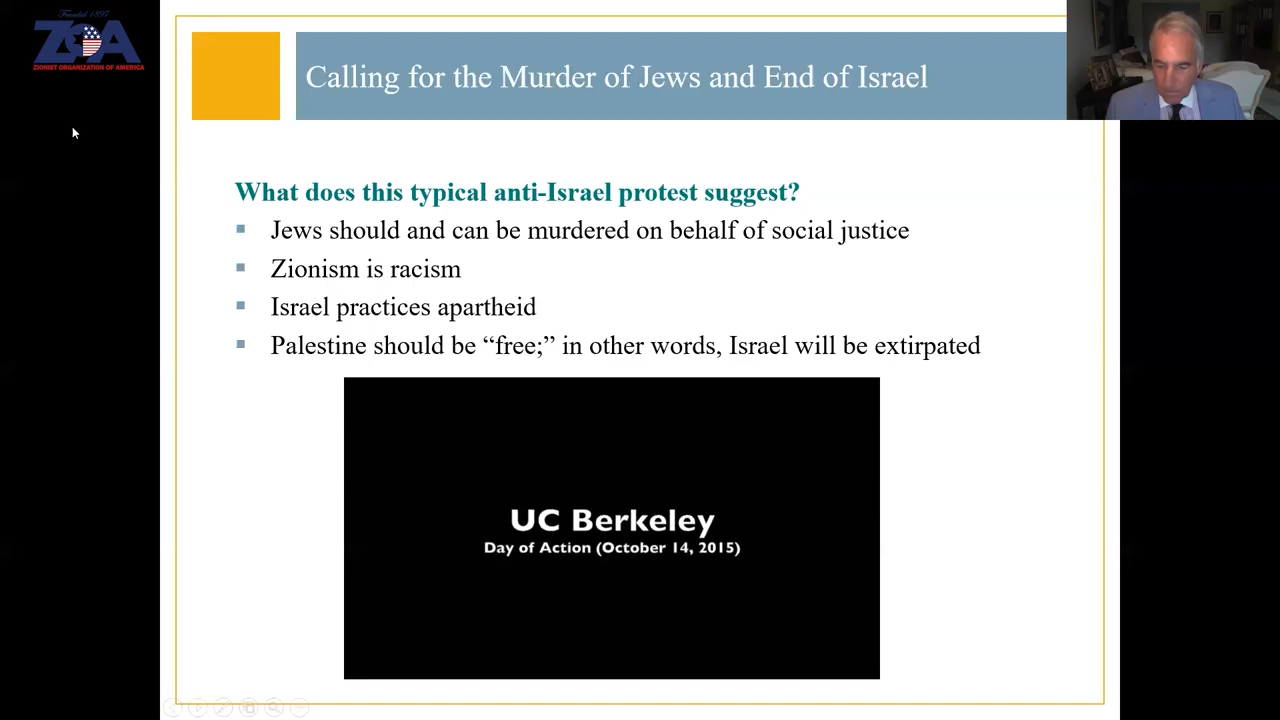 Founded 1897
ZOA
ZIONIST ORGANIZATION OF AMERICA
Calling for the Murder of Jews and End of Israel
What does this typical anti-Israel protest suggest?
Jews should and can be murdered on behalf of social justice
Zionism is racism
Israel practices apartheid
Palestine should be “free;” in other words, Israel will be extirpated
UC Berkeley
Day of Action (October 14, 2015)